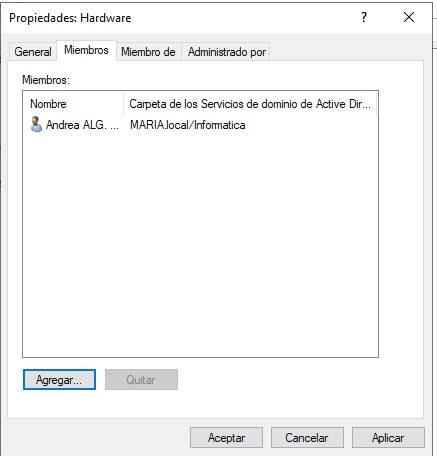 Propiedades: Hardware ? ×
General Miembros Miembro de Administrado por
Miembros:
Nombre Carpeta de los Servicios de dominio de Active Dir...
Andrea ALG. ... MARIA.local/Informatica
Agregar... Quitar
Aceptar Cancelar Aplicar